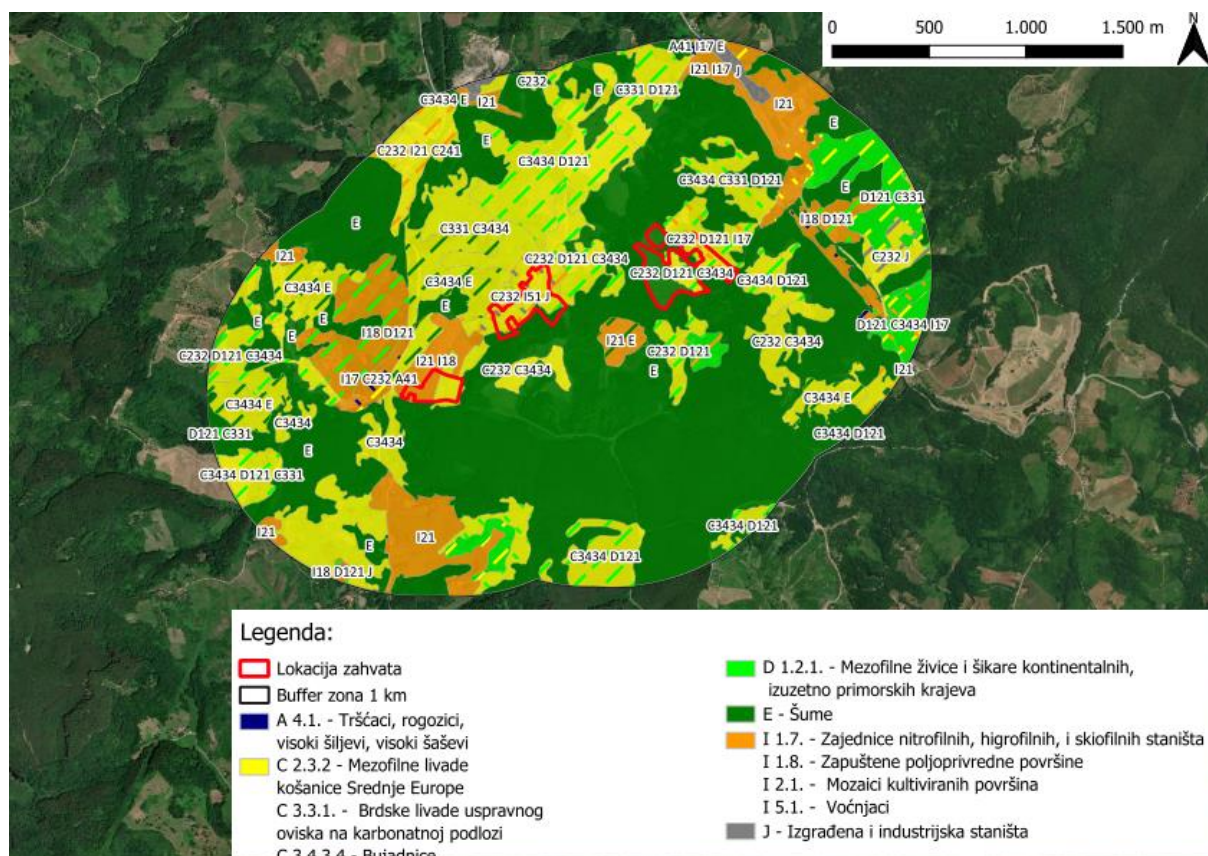 0 500 1.000 1.500 m
N
A41 I17 E
I21 I17 J
C232
C331 D121
E
C3434 E
I21
I21
E
E
C232 I21 C241
C3434 D121
C3434 C331 D121
E
D121 C331
E
I18 D121
C331 C3434
C232 D121 I17
C232 J
I21
C232 D121 C3434
C232 D121 C3434
C3434 D121
C3434 E
C3434 E
C232 I51 J
E
E
E
E
I18 D121
D121 C3434 I17
C232 D121 C3434
I21 E
C232 C3434
C232 D121
I21 I18
C232 C3434
E
I21
I17 C232 A41
C3434 E
C3434 E
C3434
D121 C331
C3434 D121
C3434
E
C3434 D121 C331
C3434 D121
I21
I21
E
C3434 D121
I18 D121 J
Legenda:
Lokacija zahvata
Buffer zona 1 km
A 4.1. - Tršćaci, rogozici,
visoki šiljevi, visoki šaševi
C 2.3.2 - Mezofilne livade
košanice Srednje Europe
C 3.3.1. - Brdske livade uspravnog
oviska na karbonatnoj podlozi
C 3.4.3.4 - Bujadnice
D 1.2.1. - Mezofilne živice i šikare kontinentalnih,
izuzetno primorskih krajeva
E - Šume
I 1.7. - Zajednice nitrofilnih, higrofilnih, i skiofilnih staništa
I 1.8. - Zapuštene poljoprivredne površine
I 2.1. - Mozaici kultiviranih površina
I 5.1. - Voćnjaci
J - Izgrađena i industrijska staništa